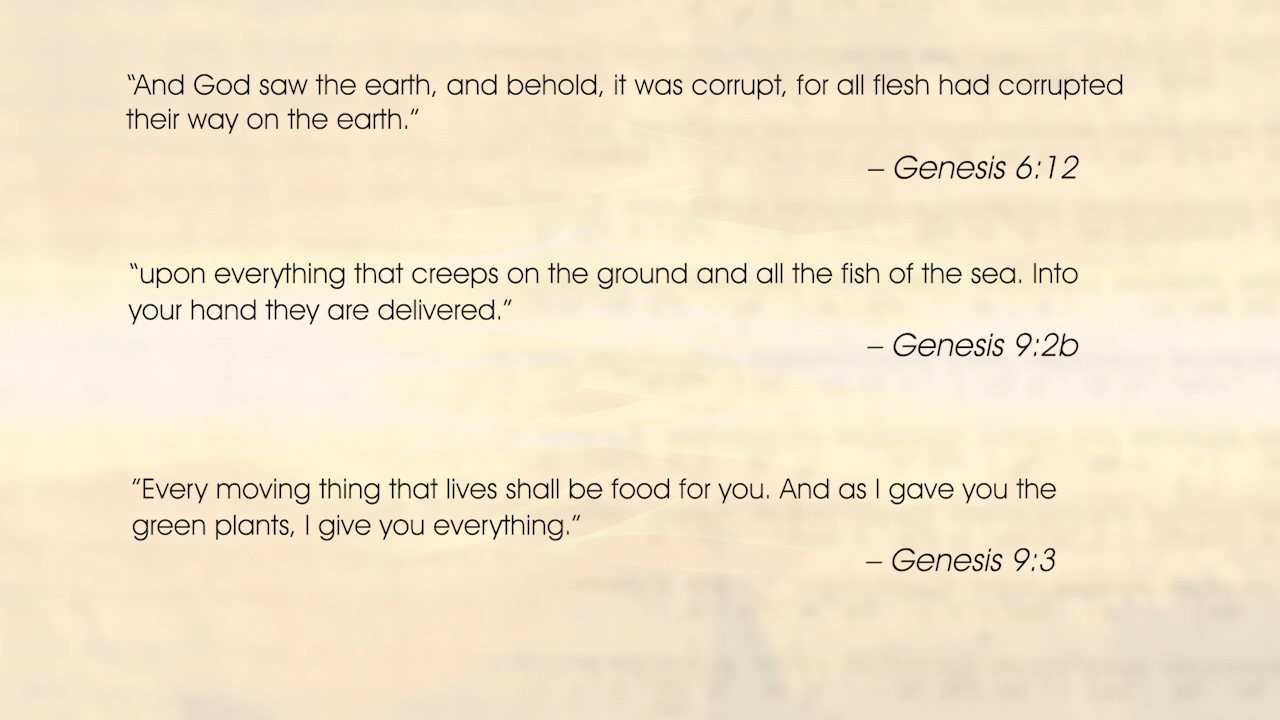 “And God saw the earth, and behold, it was corrupt, for all flesh had corrupted
their way on the earth.”
– Genesis 6:12
“upon everything that creeps on the ground and all the fish of the sea. Into
your hand they are delivered.”
– Genesis 9:2b
”Every moving thing that lives shall be food for you. And as I gave you the
green plants, I give you everything.”
– Genesis 9:3